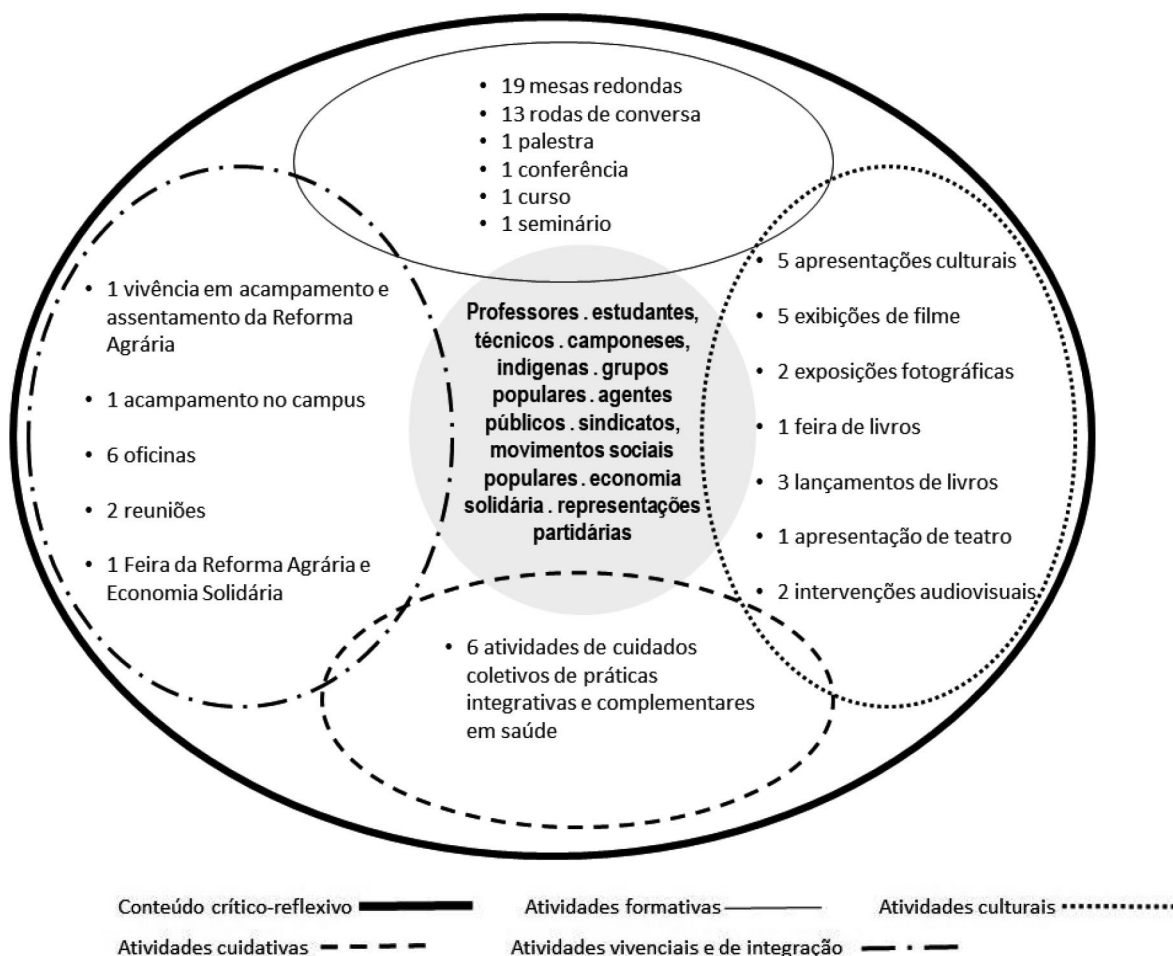 • 19 mesas redondas
• 13 rodas de conversa
• 1 palestra
• 1 conferência
• 1 curso
• 1 seminário
• 1 vivência em acampamento e
assentamento da Reforma
Agrária
• 1 acampamento no campus
• 6 oficinas
• 2 reuniões
• 1 Feira da Reforma Agrária e
Economia Solidária
Professores . estudantes,
técnicos . camponeses,
indígenas . grupos
populares . agentes
públicos . sindicatos,
movimentos sociais
populares . economia
solidária . representações
partidárias
• 5 apresentações culturais
• 5 exibições de filme
• 2 exposições fotográficas
• 1 feira de livros
• 3 lançamentos de livros
• 1 apresentação de teatro
• 2 intervenções audiovisuais
• 6 atividades de cuidados
coletivos de práticas
integrativas e complementares
em saúde
Conteúdo crítico-reflexivo
Atividades formativas
Atividades culturais
Atividades cuidativas
Atividades vivenciais e de integração